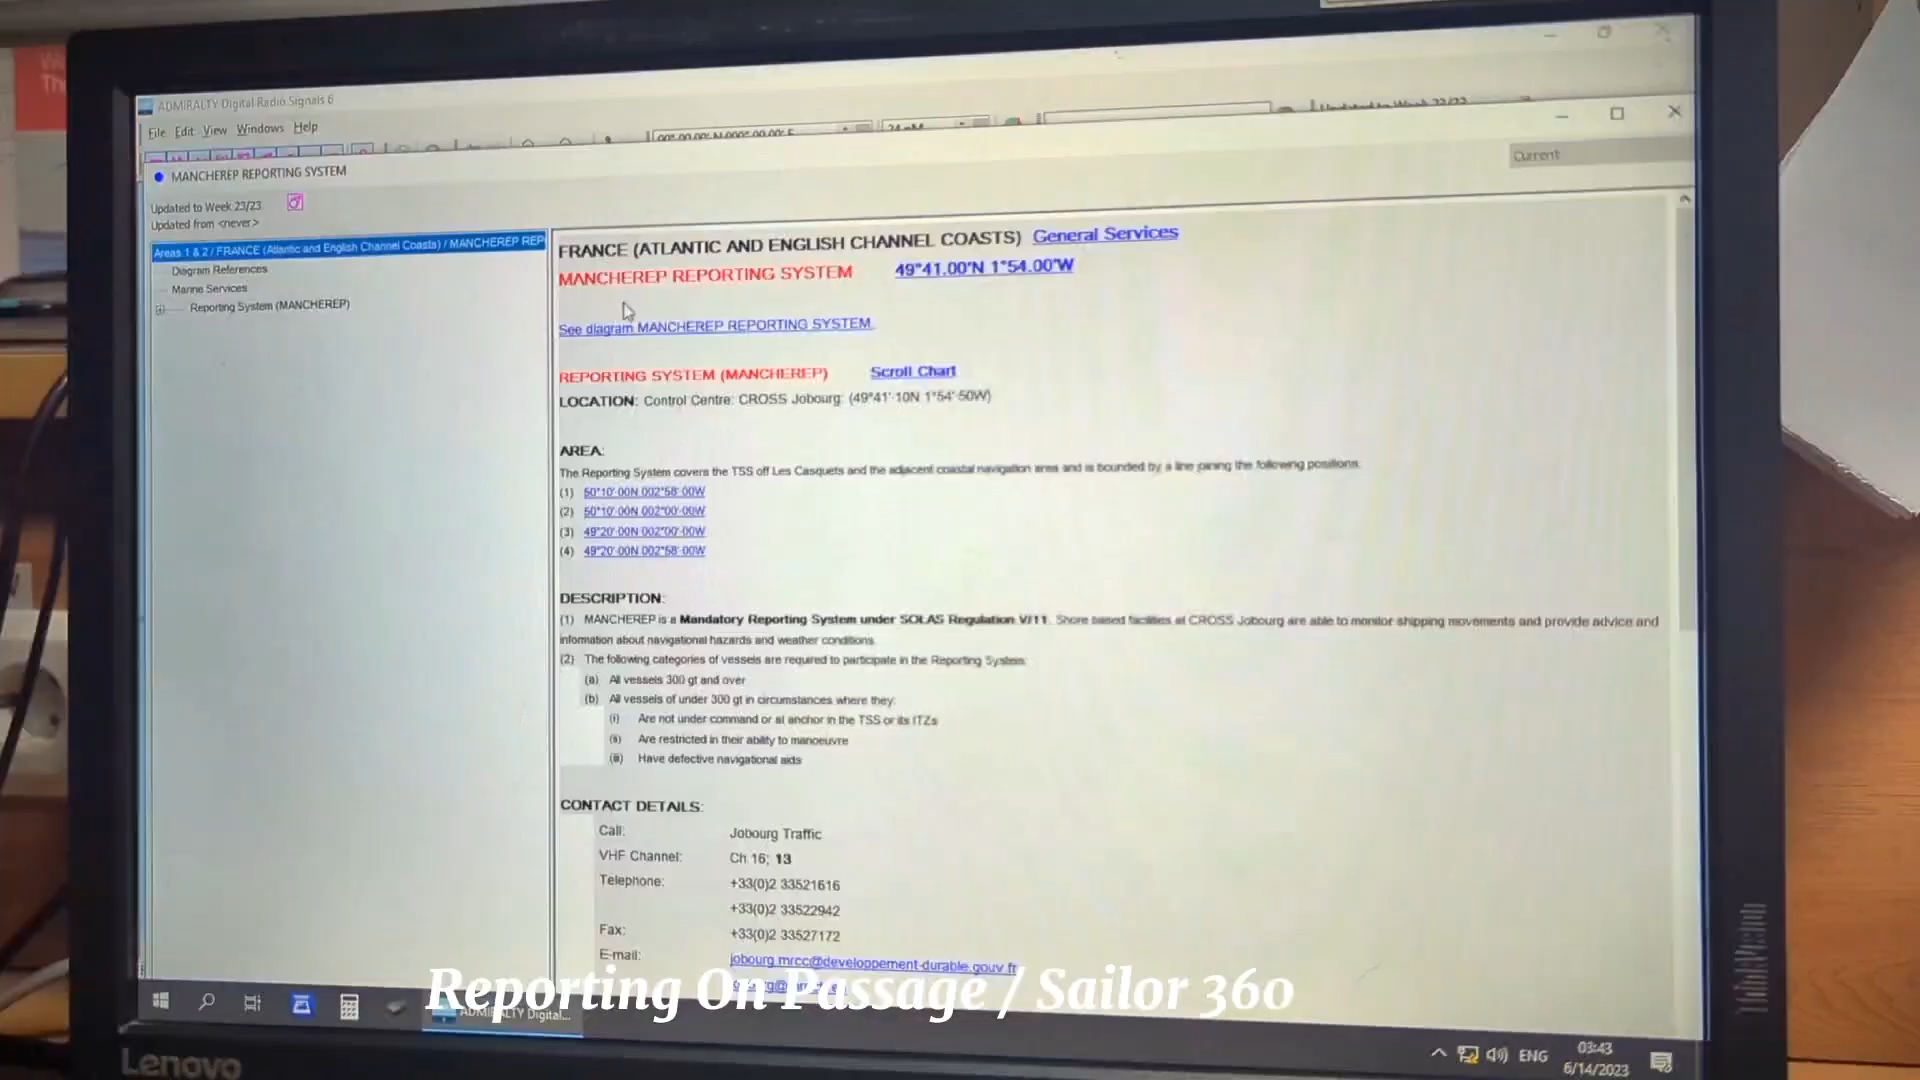 ADMIRALTY Digital Radio Signals 6
File Edit View Windows Help
MANCHEREP REPORTING SYSTEM
Current
Updated to Week 23/23
Updated from <never>
Areas 1 & 2 / FRANCE (Atlantic and English Channel Coasts) / MANCHEREP REP
Diagram References
Marine Services
Reporting System (MANCHEREP)
FRANCE (ATLANTIC AND ENGLISH CHANNEL COASTS) General Services
MANCHEREP REPORTING SYSTEM 49°41.00'N 1°54.00'W
See diagram MANCHEREP REPORTING SYSTEM.
REPORTING SYSTEM (MANCHEREP) Scroll Chart
LOCATION: Control Centre: CROSS Jobourg: (49°41'·10N 1°54'·50W)
AREA:
The Reporting System covers the TSS off Les Casquets and the adjacent coastal navigation area and is bounded by a line joining the following positions:
(1) 50°10'·00N 002°58'·00W
(2) 50°10'·00N 002°00'·00W
(3) 49°20'·00N 002°00'·00W
(4) 49°20'·00N 002°58'·00W
DESCRIPTION:
(1) MANCHEREP is a Mandatory Reporting System under SOLAS Regulation V/11. Shore based facilities at CROSS Jobourg are able to monitor shipping movements and provide advice and
information about navigational hazards and weather conditions.
(2) The following categories of vessels are required to participate in the Reporting System:
(a) All vessels 300 gt and over
(b) All vessels of under 300 gt in circumstances where they:
(i) Are not under command or at anchor in the TSS or its ITZs
(ii) Are restricted in their ability to manoeuvre
(iii) Have defective navigational aids
CONTACT DETAILS:
Call: Jobourg Traffic
VHF Channel: Ch 16; 13
Telephone: +33(0)2 33521616
+33(0)2 33522942
Fax: +33(0)2 33527172
E-mail: jobourg.mrcc@developpement-durable.gouv.fr
Reporting On Passage / Sailor 360
ADMIRALTY Digital...
ENG
03:43
6/14/2023
Lenovo